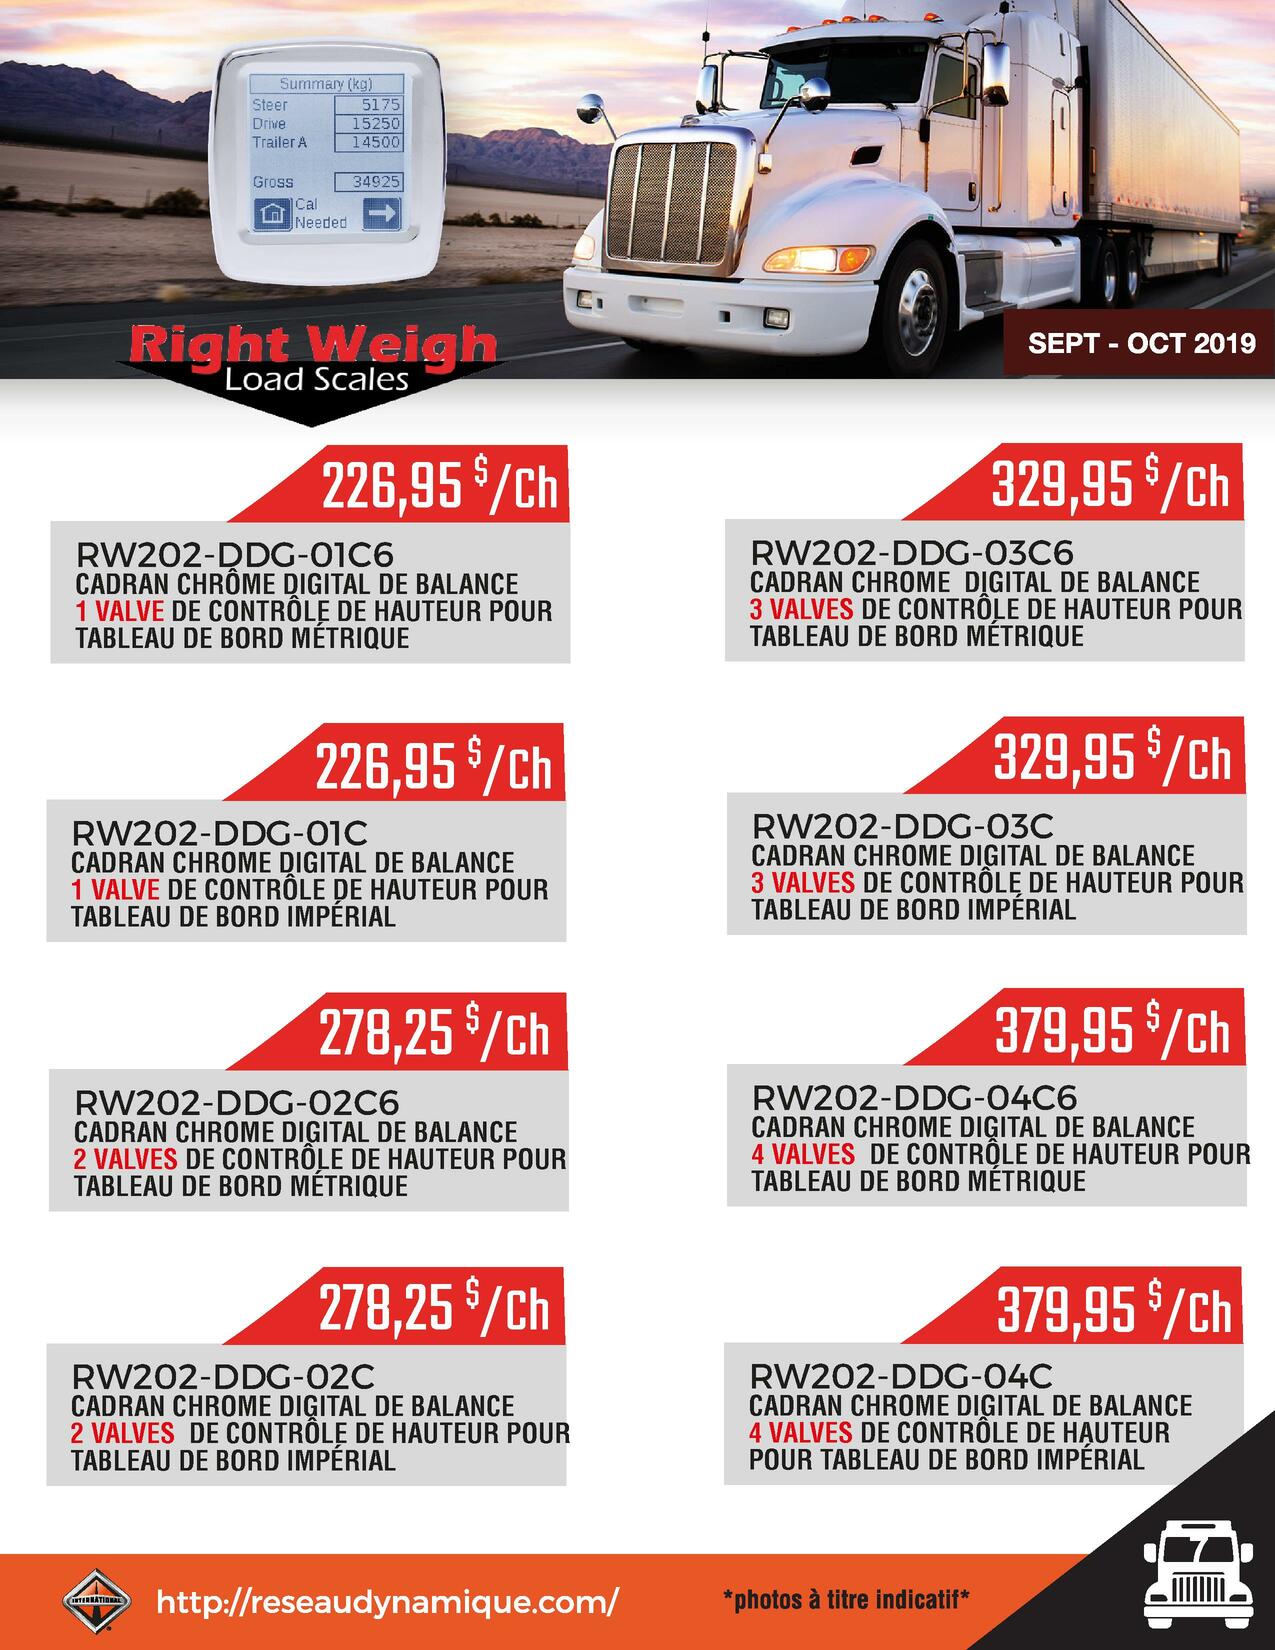 Summary (kg)
Steer 5175
Drive 15250
Trailer A 14500
Gross 34925
Cal
Needed
Right Weigh
Load Scales
SEPT - OCT 2019
226,95 $/Ch
RW202-DDG-01C6
CADRAN CHRÔME DIGITAL DE BALANCE
1 VALVE DE CONTRÔLE DE HAUTEUR POUR
TABLEAU DE BORD MÉTRIQUE
226,95 $/Ch
RW202-DDG-01C
CADRAN CHROME DIGITAL DE BALANCE
1 VALVE DE CONTRÔLE DE HAUTEUR POUR
TABLEAU DE BORD IMPÉRIAL
278,25 $/Ch
RW202-DDG-02C6
CADRAN CHROME DIGITAL DE BALANCE
2 VALVES DE CONTRÔLE DE HAUTEUR POUR
TABLEAU DE BORD MÉTRIQUE
278,25 $/Ch
RW202-DDG-02C
CADRAN CHROME DIGITAL DE BALANCE
2 VALVES DE CONTRÔLE DE HAUTEUR POUR
TABLEAU DE BORD IMPÉRIAL
329,95 $/Ch
RW202-DDG-03C6
CADRAN CHROME DIGITAL DE BALANCE
3 VALVES DE CONTRÔLE DE HAUTEUR POUR
TABLEAU DE BORD MÉTRIQUE
329,95 $/Ch
RW202-DDG-03C
CADRAN CHROME DIGITAL DE BALANCE
3 VALVES DE CONTRÔLE DE HAUTEUR POUR
TABLEAU DE BORD IMPÉRIAL
379,95 $/Ch
RW202-DDG-04C6
CADRAN CHROME DIGITAL DE BALANCE
4 VALVES DE CONTRÔLE DE HAUTEUR POUR
TABLEAU DE BORD MÉTRIQUE
379,95 $/Ch
RW202-DDG-04C
CADRAN CHROME DIGITAL DE BALANCE
4 VALVES DE CONTRÔLE DE HAUTEUR
POUR TABLEAU DE BORD IMPÉRIAL
INTERNATIONAL
http://reseaudynamique.com/
*photos à titre indicatif*
7